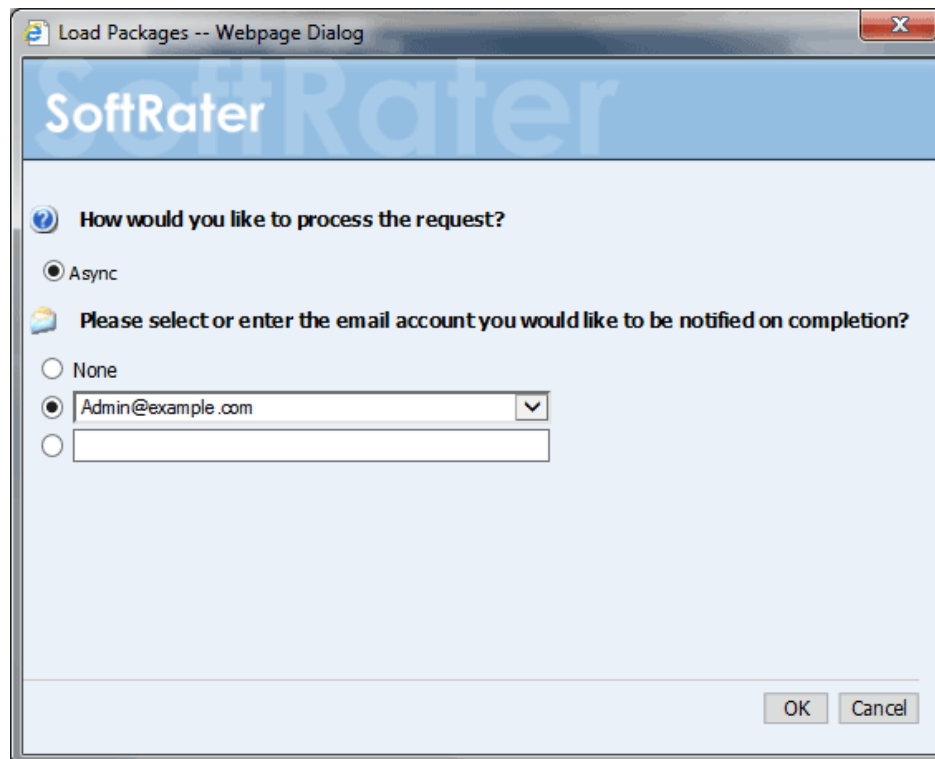 Load Packages -- Webpage Dialog
X
SoftRater
SoftRater
How would you like to process the request?
Async
Please select or enter the email account you would like to be notified on completion?
None
Admin@example.com
OK Cancel